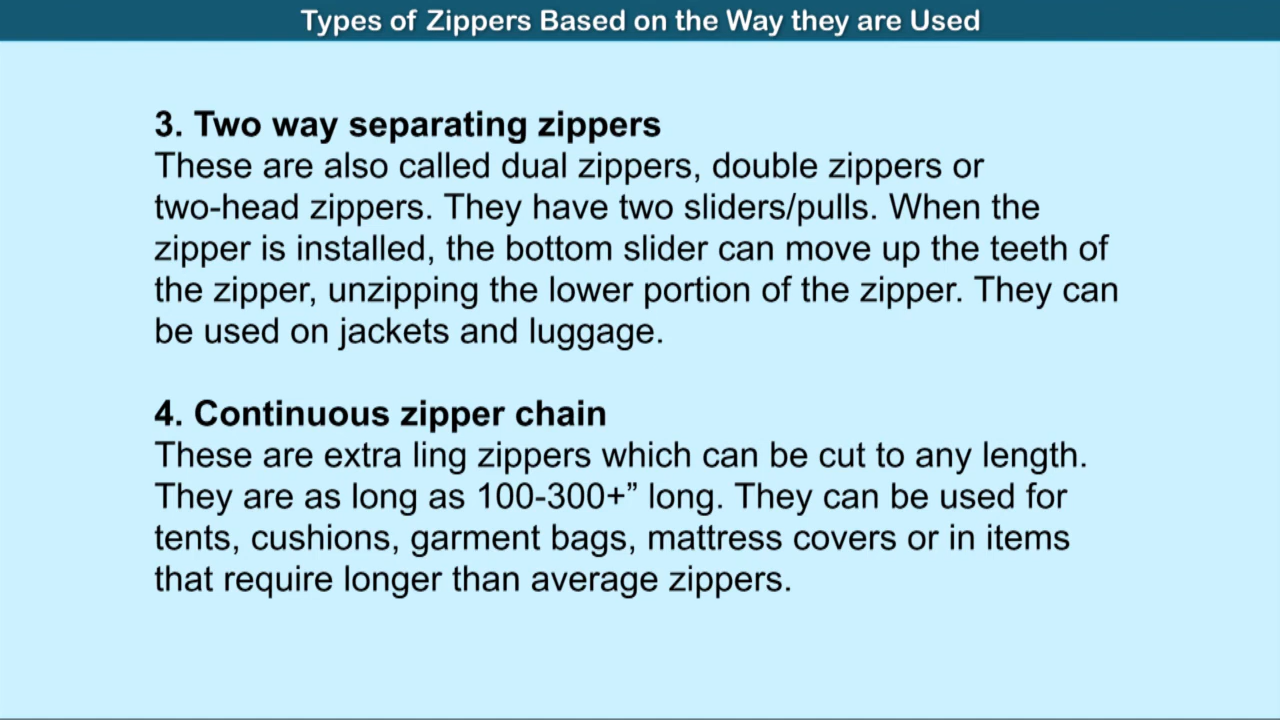 Types of Zippers Based on the Way they are Used
3. Two way separating zippers
These are also called dual zippers, double zippers or
two-head zippers. They have two sliders/pulls. When the
zipper is installed, the bottom slider can move up the teeth of
the zipper, unzipping the lower portion of the zipper. They can
be used on jackets and luggage.
4. Continuous zipper chain
These are extra ling zippers which can be cut to any length.
They are as long as 100-300+” long. They can be used for
tents, cushions, garment bags, mattress covers or in items
that require longer than average zippers.